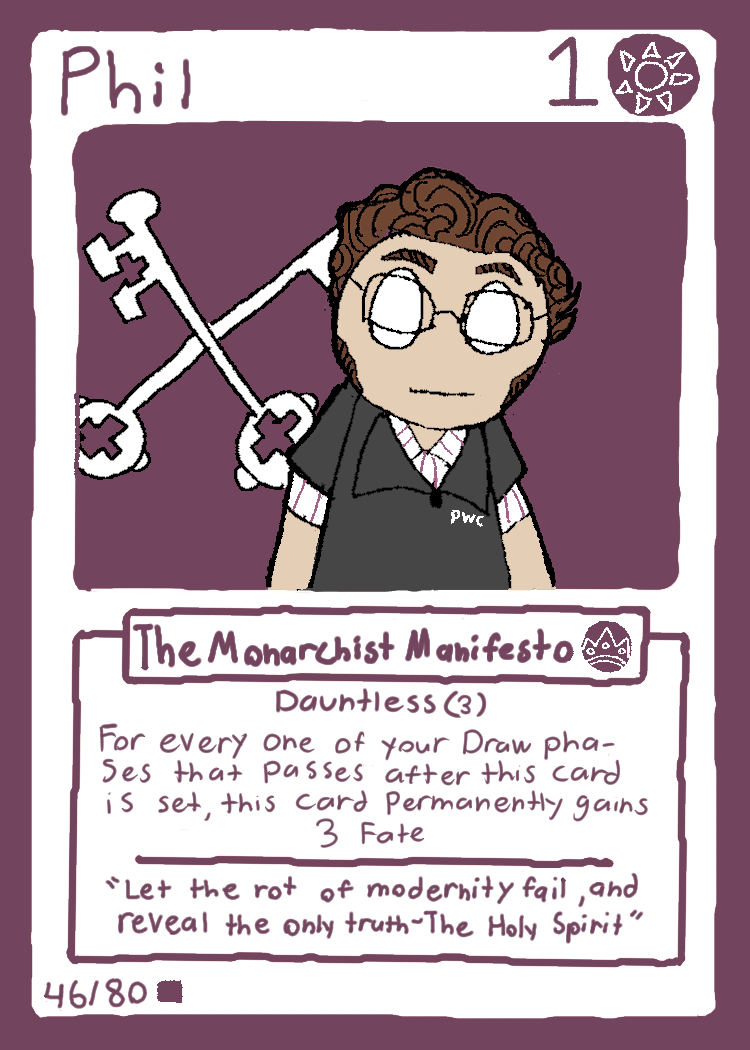 Phil 1
PWC
The Monarchist Manifesto
Dauntless (3)
For every one of your Draw pha-
ses that passes after this card
is set, this card permanently gains
3 Fate
"Let the rot of modernity fail, and
reveal the only truth-The Holy Spirit"
46/80